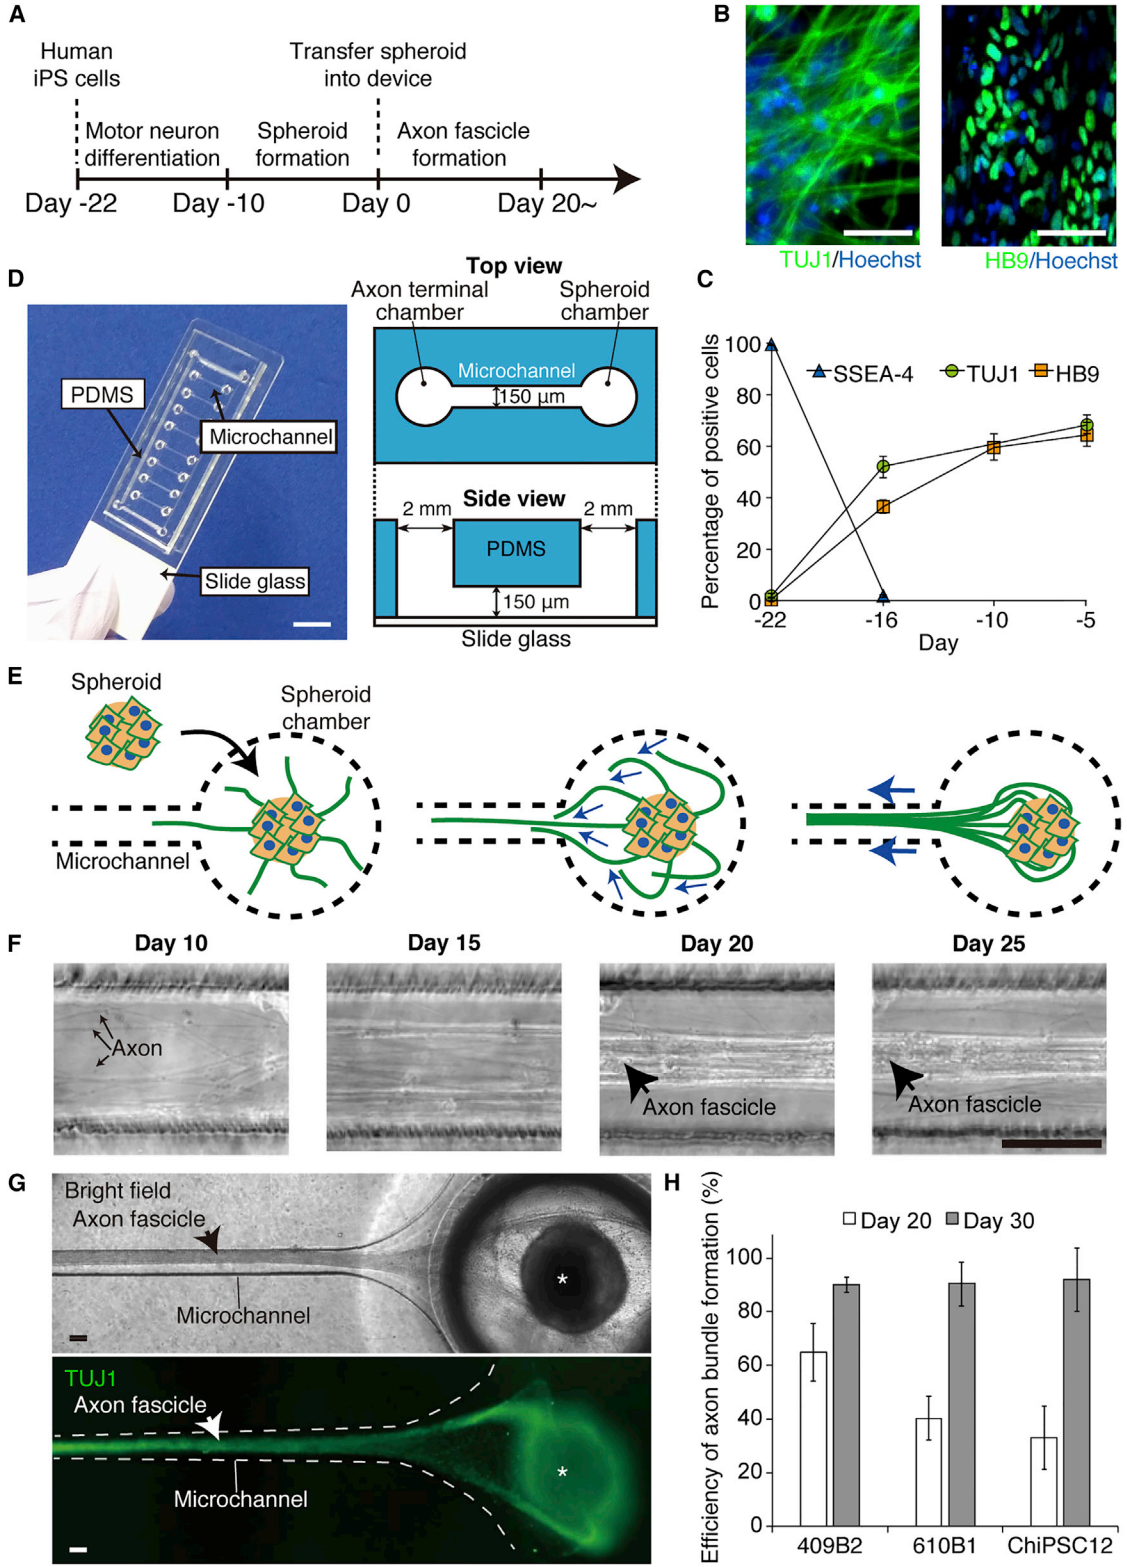 A
Human
iPS cells
Transfer spheroid
into device
Motor neuron
differentiation
Spheroid
formation
Axon fascicle
formation
Day -22
Day -10
Day 0
Day 20~
B
TUJ1/Hoechst
HB9/Hoechst
D
PDMS
Microchannel
Slide glass
Top view
Axon terminal
chamber
Spheroid
chamber
Microchannel
150 µm
Side view
2 mm
2 mm
PDMS
150 µm
Slide glass
C
Percentage of positive cells
100
80
60
40
20
0
SSEA-4
TUJ1
HB9
-22
-16
-10
-5
Day
E
Spheroid
Spheroid
chamber
Microchannel
F
Day 10
Day 15
Day 20
Day 25
Axon
Axon fascicle
Axon fascicle
G
Bright field
Axon fascicle
*
Microchannel
TUJ1
Axon fascicle
*
Microchannel
H
Efficiency of axon bundle formation (%)
Day 20
Day 30
100
80
60
40
20
0
409B2
610B1
ChiPSC12